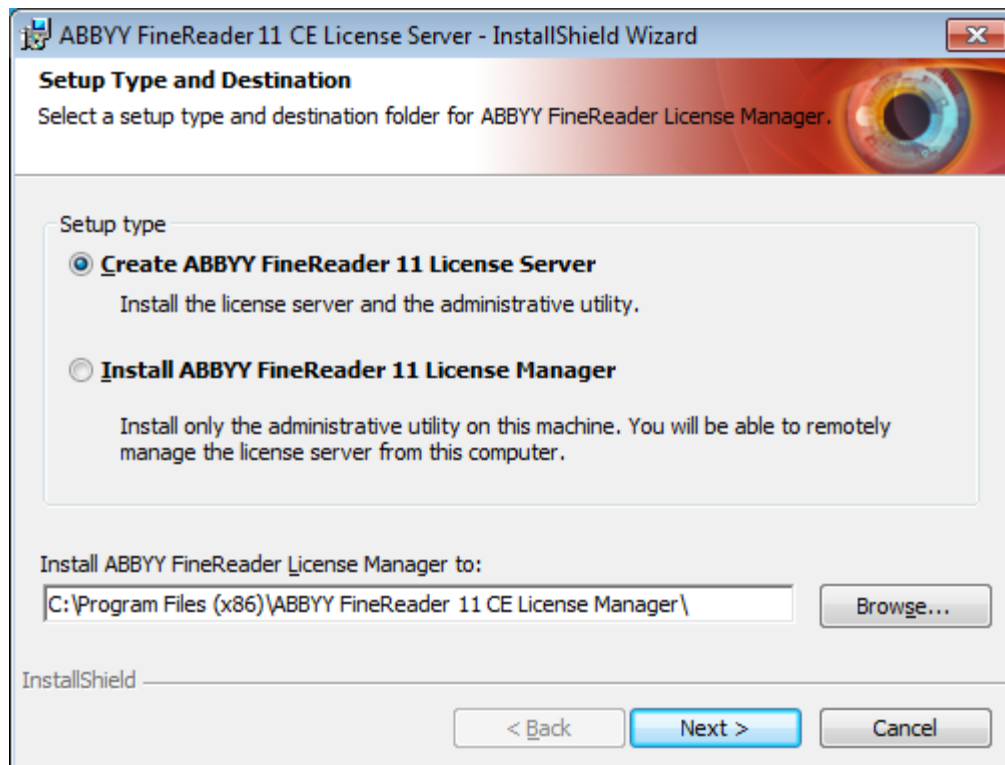 ABBYY FineReader 11 CE License Server - InstallShield Wizard
Setup Type and Destination
Select a setup type and destination folder for ABBYY FineReader License Manager.
Setup type
Create ABBYY FineReader 11 License Server
Install the license server and the administrative utility.
Install ABBYY FineReader 11 License Manager
Install only the administrative utility on this machine. You will be able to remotely
manage the license server from this computer.
Install ABBYY FineReader License Manager to:
C:\Program Files (x86)\ABBYY FineReader 11 CE License Manager\
Browse...
InstallShield
< Back
Next >
Cancel